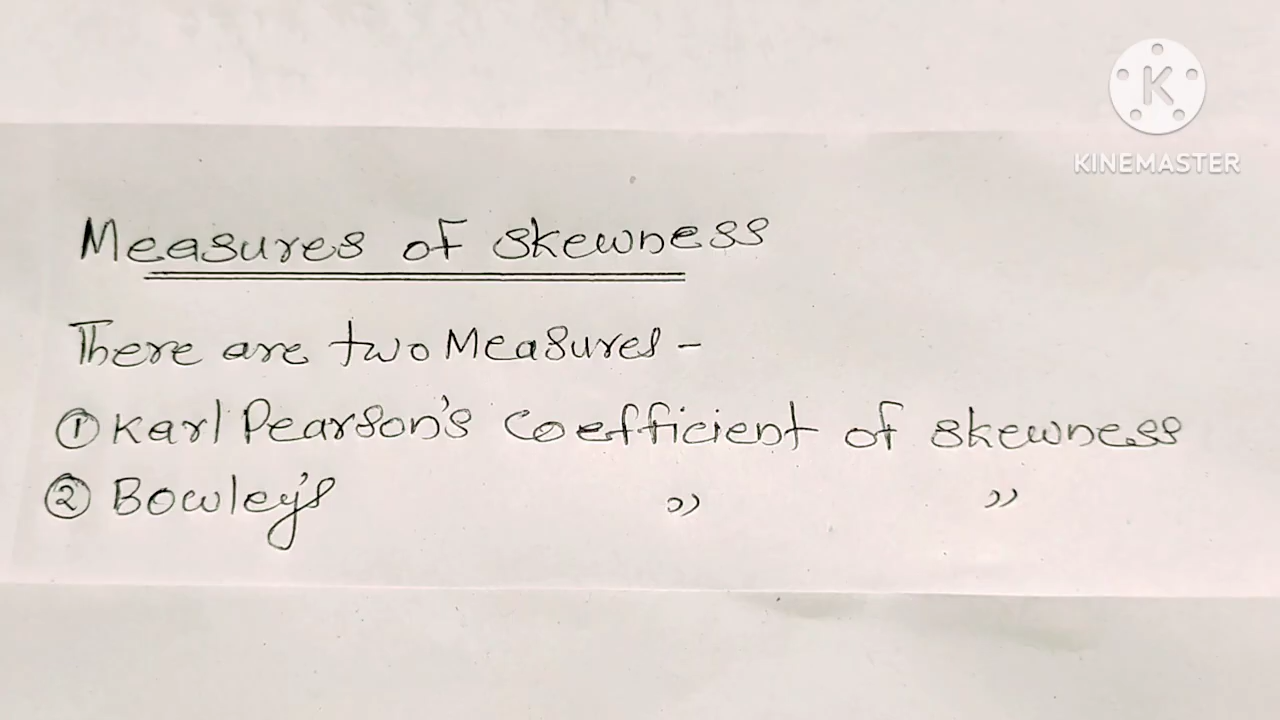 K
KINEMASTER
Measures of skewness
There are two Measures -
① Karl Pearson's Coefficient of skewness
② Bowley's " "